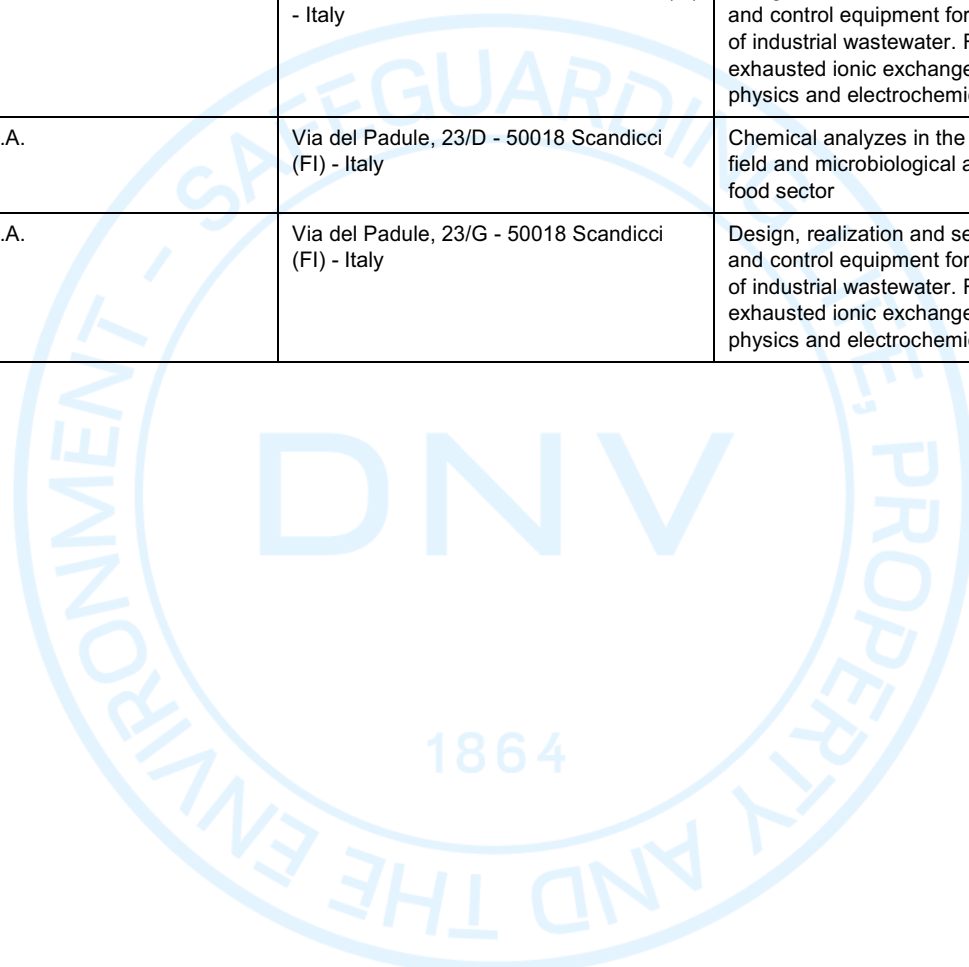 - Italy
and control equipment for
of industrial wastewater.
exhausted ionic exchange
physics and
.A.
Via del Padule, 23/D - 50018 Scandicci
(FI) - Italy
Chemical analyzes in the
field and microbiological
food sector
.A.
Via del Padule, 23/G - 50018 Scandicci
(FI) - Italy
Design, realization and
and control equipment for
of industrial wastewater.
exhausted ionic exchange
physics and
SAFEGUARDING LIFE, PROPERTY AND THE ENVIRONMENT -
DNV
1864